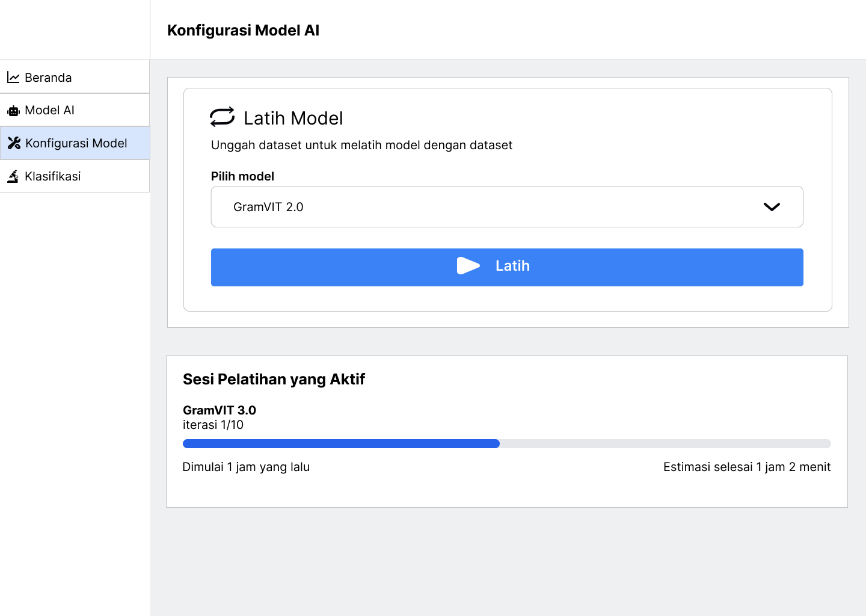 Konfigurasi Model AI
Beranda
Model AI
Konfigurasi Model
Klasifikasi
Latih Model
Unggah dataset untuk melatih model dengan dataset
Pilih model
GramVIT 2.0
Latih
Sesi Pelatihan yang Aktif
GramVIT 3.0
iterasi 1/10
Dimulai 1 jam yang lalu
Estimasi selesai 1 jam 2 menit